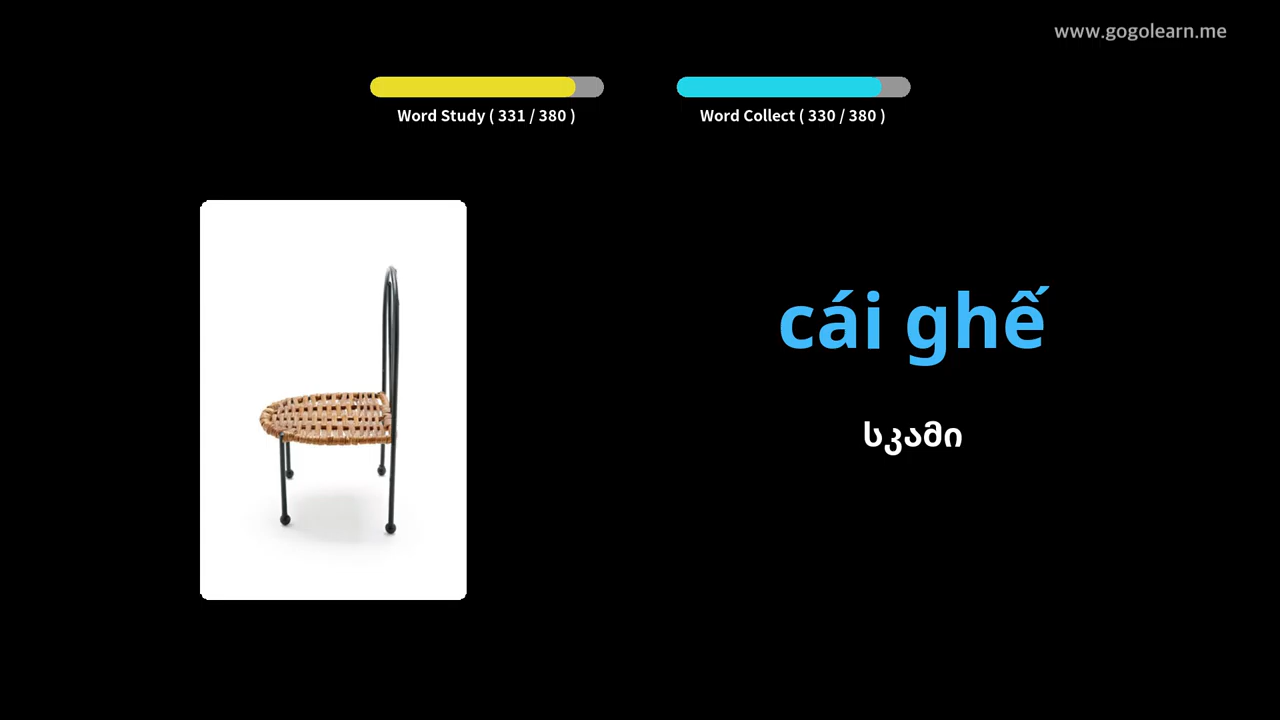 www.gogolearn.me
Word Study ( 331 / 380 )
Word Collect ( 330 / 380 )
cái ghế
სკამი